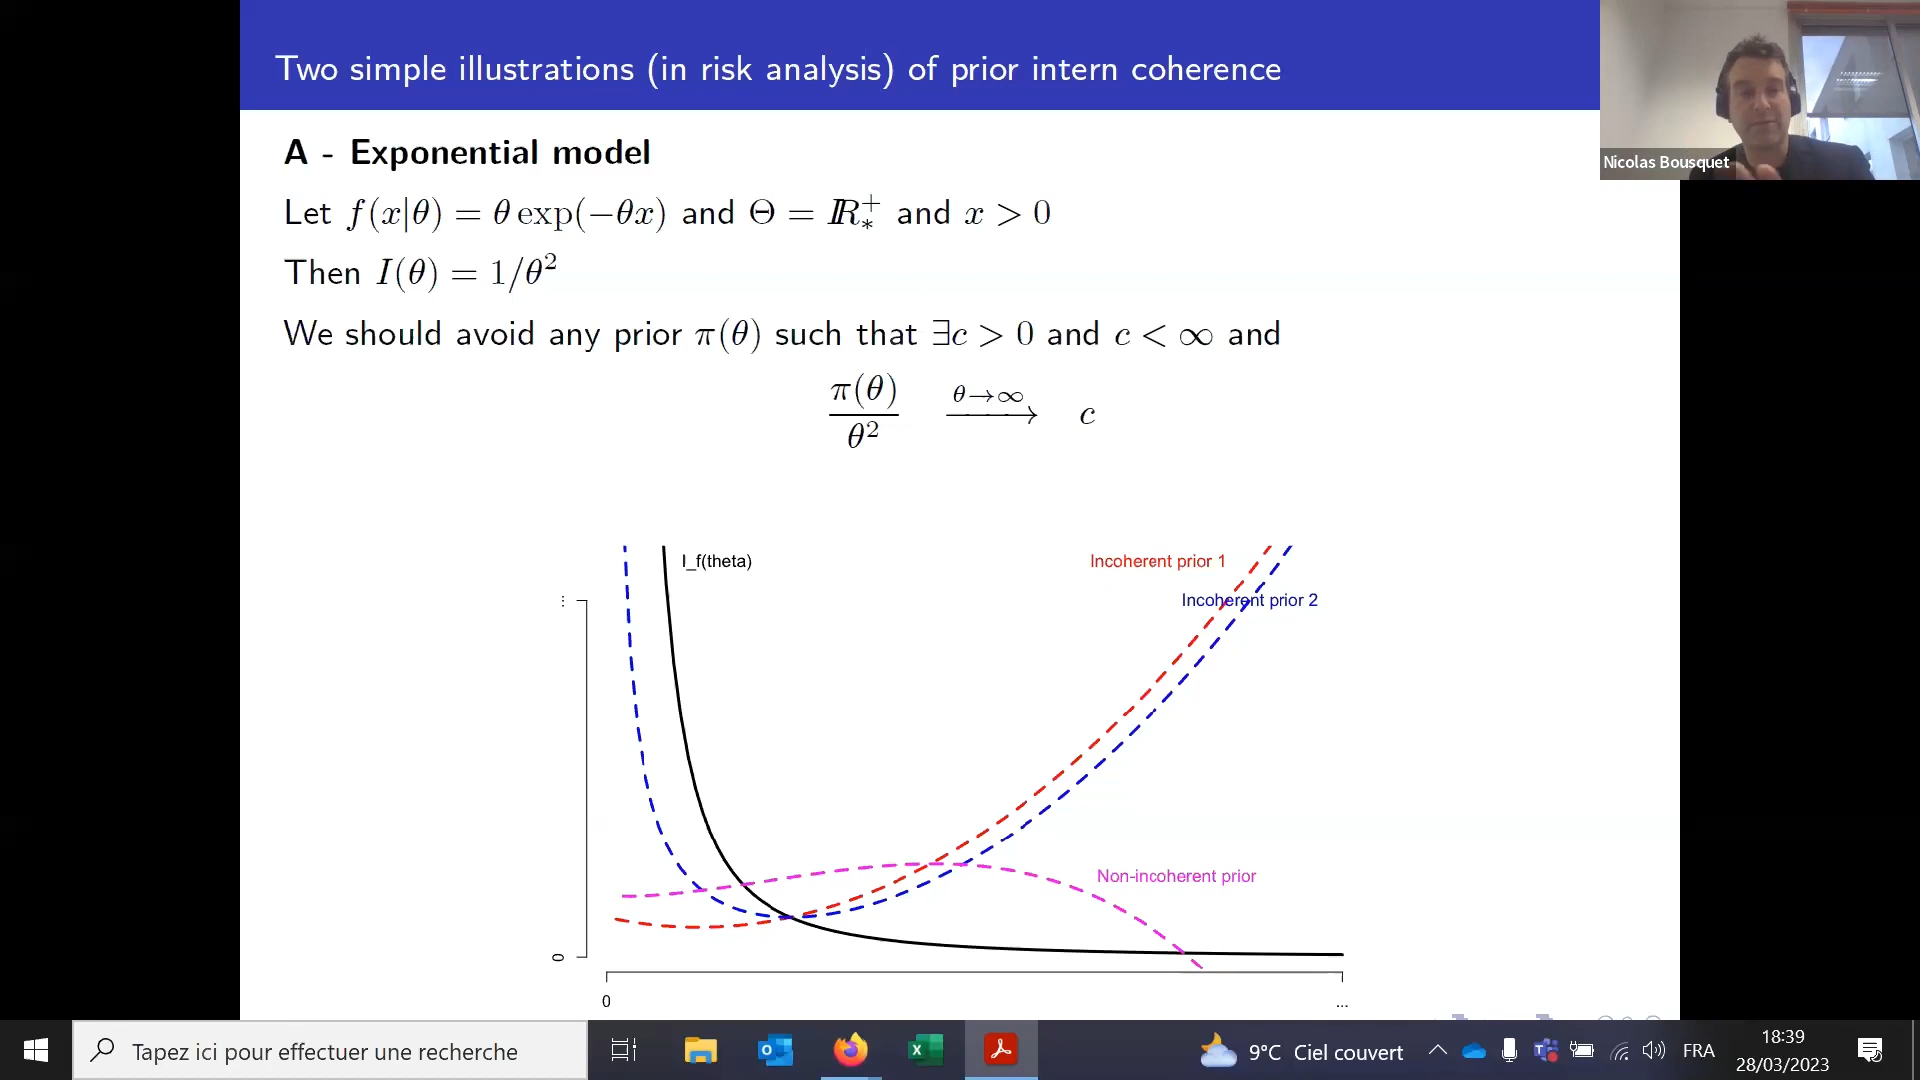 Two simple illustrations (in risk analysis) of prior intern coherence
Nicolas Bousquet
A - Exponential model
Let f(x|θ) = θ exp(−θx) and Θ = ℝ₊* and x > 0
Then I(θ) = 1/θ²
We should avoid any prior π(θ) such that ∃c > 0 and c < ∞ and
π(θ)/θ² θ→∞ ⟶ c
I_f(theta)
Incoherent prior 1
Incoherent prior 2
Non-incoherent prior
...
0
0
...
Tapez ici pour effectuer une recherche
9°C Ciel couvert
FRA
18:39
28/03/2023